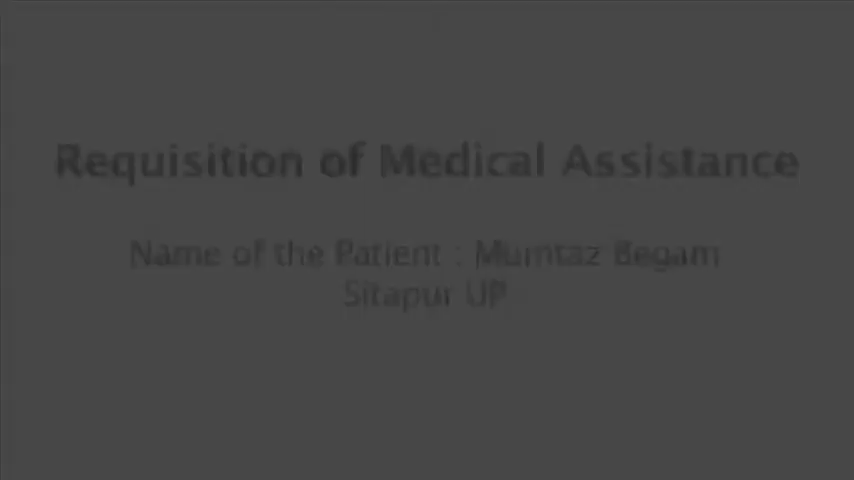 Requisition of Medical Assistance
Name of the Patient : Mumtaz Begam
Sitapur UP